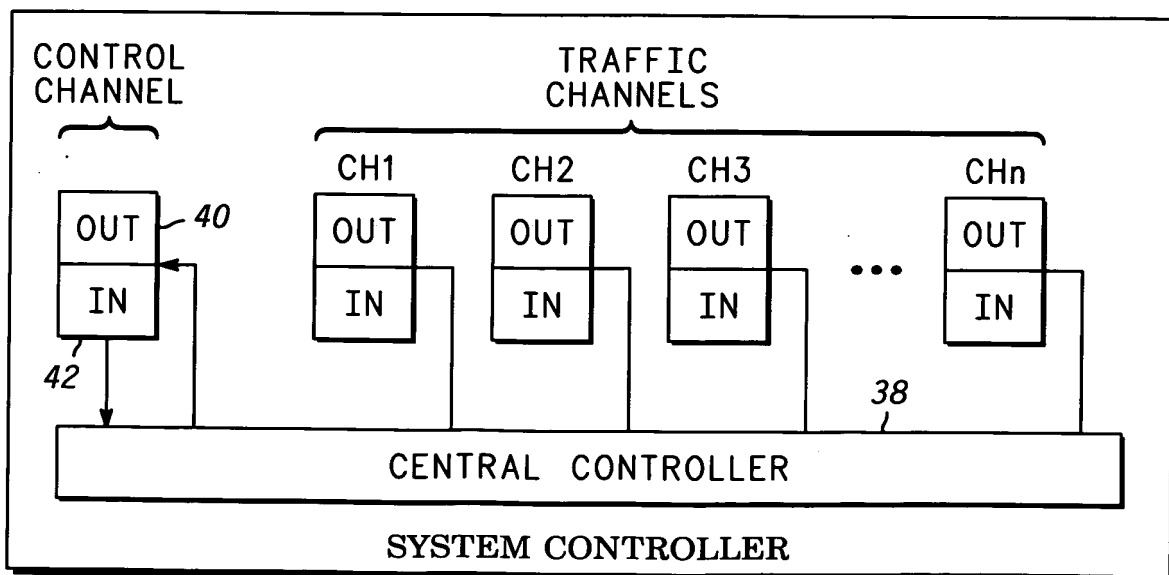 CONTROL
CHANNEL
TRAFFIC
CHANNELS
CH1
CH2
CH3
CHn
OUT
40
OUT
OUT
OUT
OUT
IN
IN
IN
IN
IN
42
38
CENTRAL CONTROLLER
SYSTEM CONTROLLER